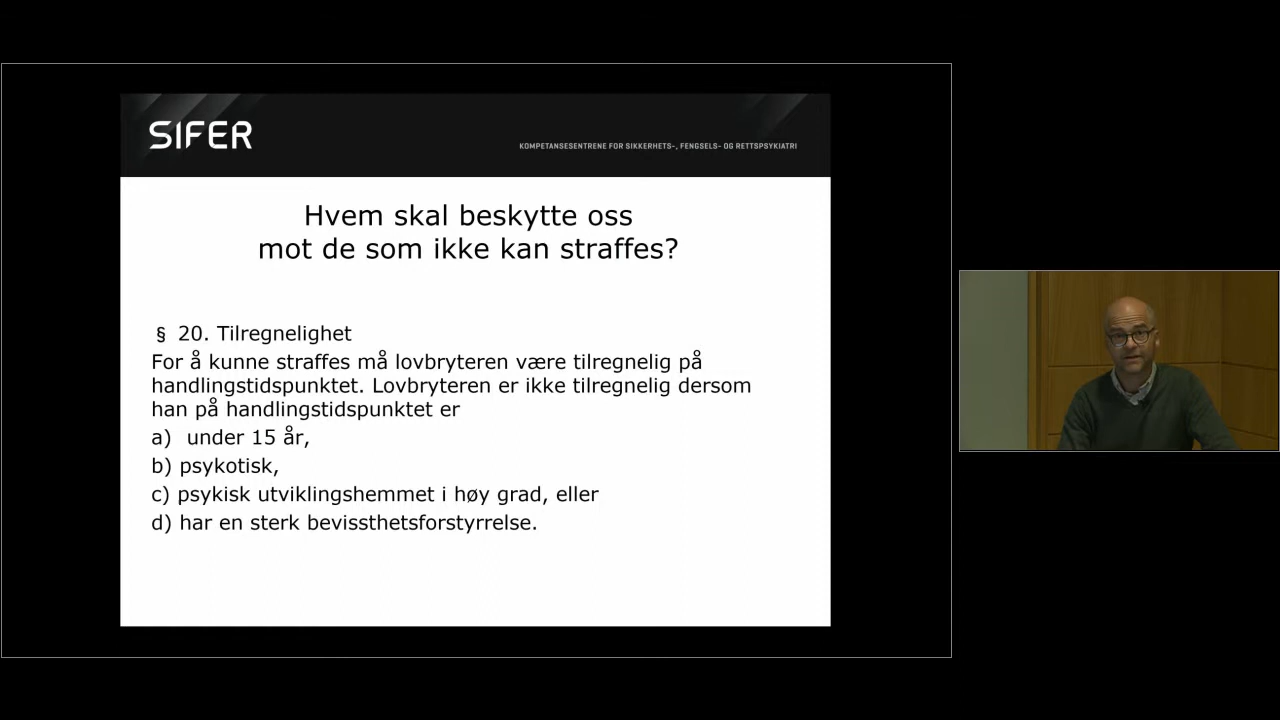 SIFER
KOMPETANSESENTRENE FOR SIKKERHETS-, FENGSELS- OG RETTSPSYKIATRI
Hvem skal beskytte oss
mot de som ikke kan straffes?
§ 20. Tilregnelighet
For å kunne straffes må lovbryteren være tilregnelig på
handlingstidspunktet. Lovbryteren er ikke tilregnelig dersom
han på handlingstidspunktet er
a) under 15 år,
b) psykotisk,
c) psykisk utviklingshemmet i høy grad, eller
d) har en sterk bevissthetsforstyrrelse.